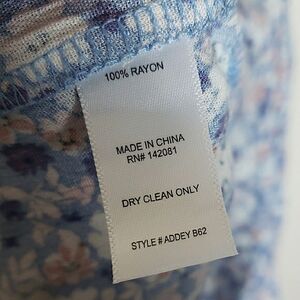 100% RAYON
MADE IN CHINA
RN# 142081
DRY CLEAN ONLY
STYLE # ADDEY B62